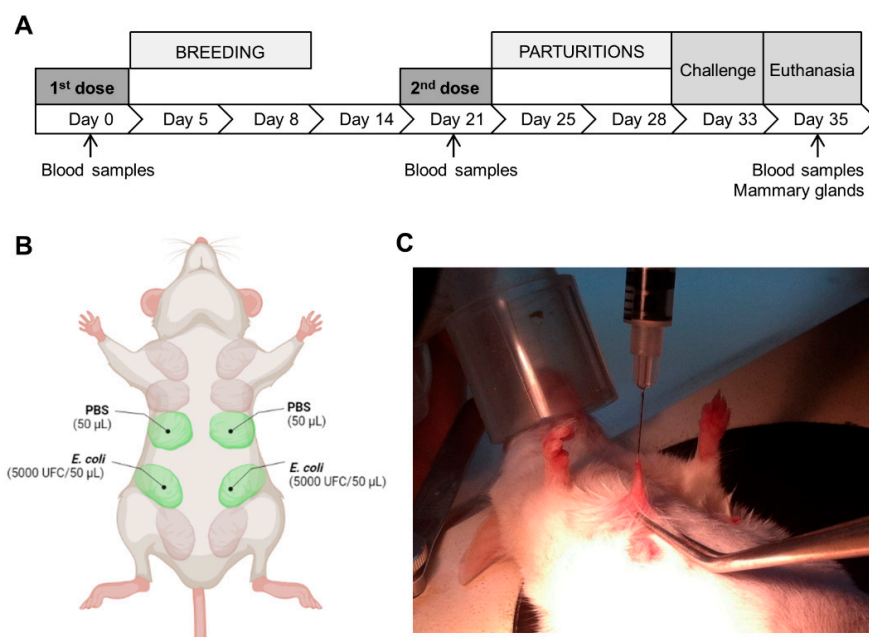 A
BREEDING
PARTURITIONS
Challenge
Euthanasia
1st dose
2nd dose
Day 0
Day 5
Day 8
Day 14
Day 21
Day 25
Day 28
Day 33
Day 35
Blood samples
Blood samples
Blood samples
Mammary glands
B
C
PBS
(50 µL)
PBS
(50 µL)
E. coli
(5000 UFC/50 µL)
E. coli
(5000 UFC/50 µL)